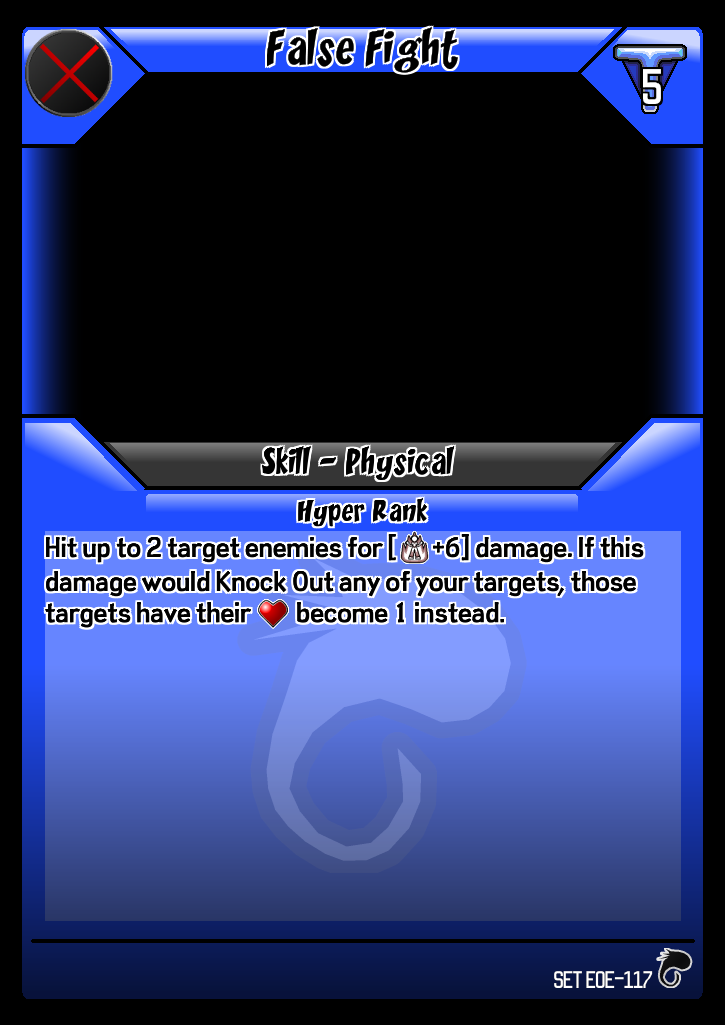 False Fight
5
Skill - Physical
Hyper Rank
Hit up to 2 target enemies for [ +6] damage. If this
damage would Knock Out any of your targets, those
targets have their become 1 instead.
SET EOE-117